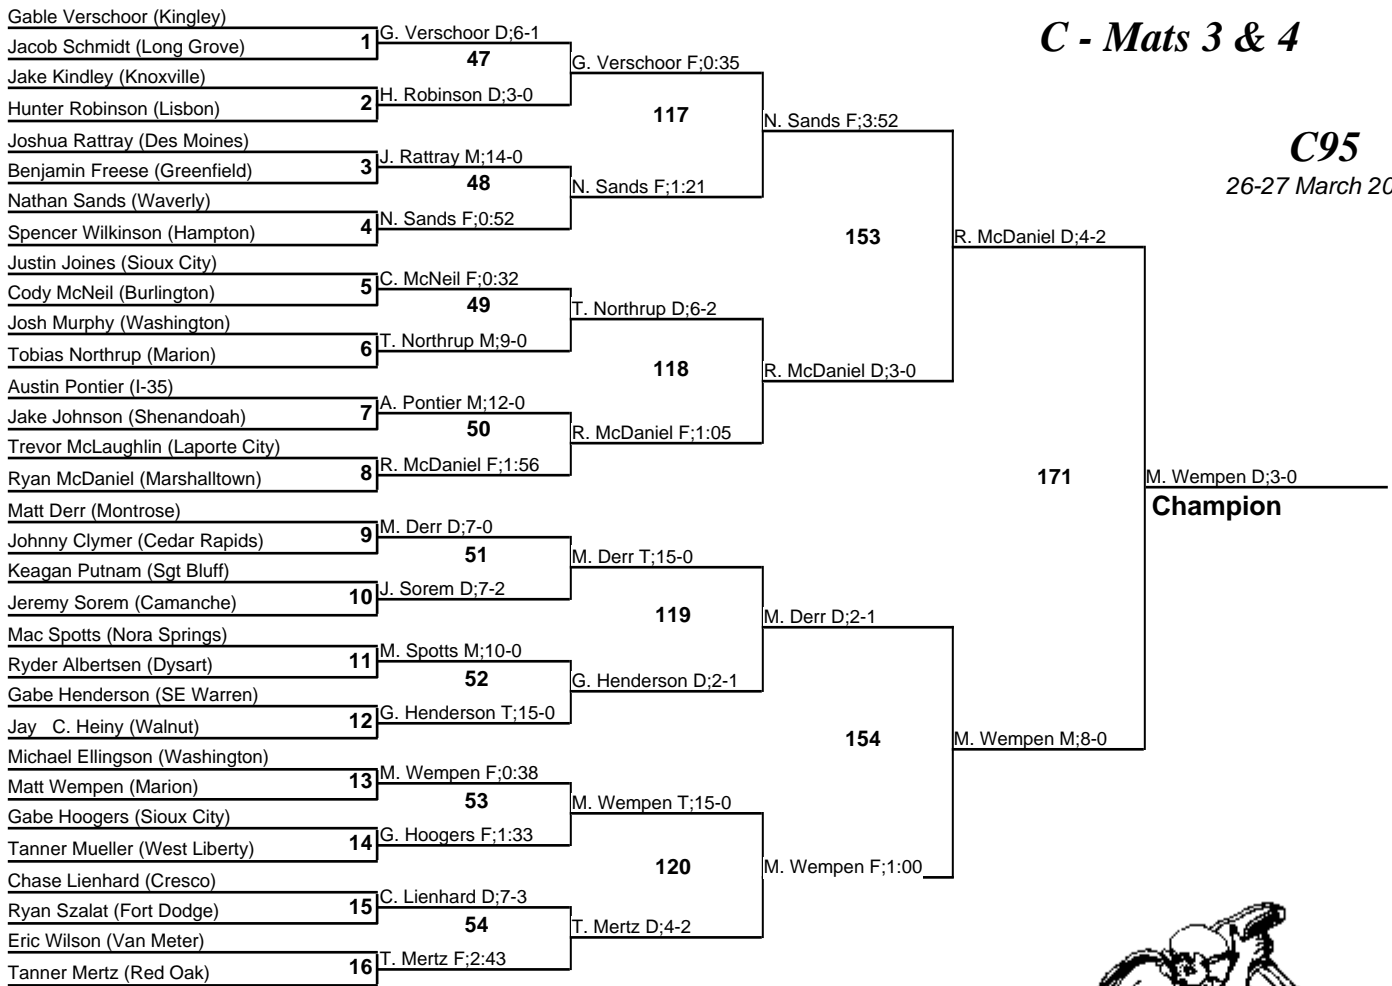 C - Mats 3 & 4
C95
26-27 March 20
Gable Verschoor (Kingley)
Jacob Schmidt (Long Grove)
1
G. Verschoor D;6-1
47
G. Verschoor F;0:35
Jake Kindley (Knoxville)
Hunter Robinson (Lisbon)
2
H. Robinson D;3-0
117
N. Sands F;3:52
Joshua Rattray (Des Moines)
Benjamin Freese (Greenfield)
3
J. Rattray M;14-0
48
N. Sands F;1:21
Nathan Sands (Waverly)
Spencer Wilkinson (Hampton)
4
N. Sands F;0:52
153
R. McDaniel D;4-2
Justin Joines (Sioux City)
Cody McNeil (Burlington)
5
C. McNeil F;0:32
49
T. Northrup D;6-2
Josh Murphy (Washington)
Tobias Northrup (Marion)
6
T. Northrup M;9-0
118
R. McDaniel D;3-0
Austin Pontier (I-35)
Jake Johnson (Shenandoah)
7
A. Pontier M;12-0
50
R. McDaniel F;1:05
Trevor McLaughlin (Laporte City)
Ryan McDaniel (Marshalltown)
8
R. McDaniel F;1:56
171
M. Wempen D;3-0
Champion
Matt Derr (Montrose)
Johnny Clymer (Cedar Rapids)
9
M. Derr D;7-0
51
M. Derr T;15-0
Keagan Putnam (Sgt Bluff)
Jeremy Sorem (Camanche)
10
J. Sorem D;7-2
119
M. Derr D;2-1
Mac Spotts (Nora Springs)
Ryder Albertsen (Dysart)
11
M. Spotts M;10-0
52
G. Henderson D;2-1
Gabe Henderson (SE Warren)
Jay C. Heiny (Walnut)
12
G. Henderson T;15-0
154
M. Wempen M;8-0
Michael Ellingson (Washington)
Matt Wempen (Marion)
13
M. Wempen F;0:38
53
M. Wempen T;15-0
Gabe Hoogers (Sioux City)
Tanner Mueller (West Liberty)
14
G. Hoogers F;1:33
120
M. Wempen F;1:00
Chase Lienhard (Cresco)
Ryan Szalat (Fort Dodge)
15
C. Lienhard D;7-3
54
T. Mertz D;4-2
Eric Wilson (Van Meter)
Tanner Mertz (Red Oak)
16
T. Mertz F;2:43